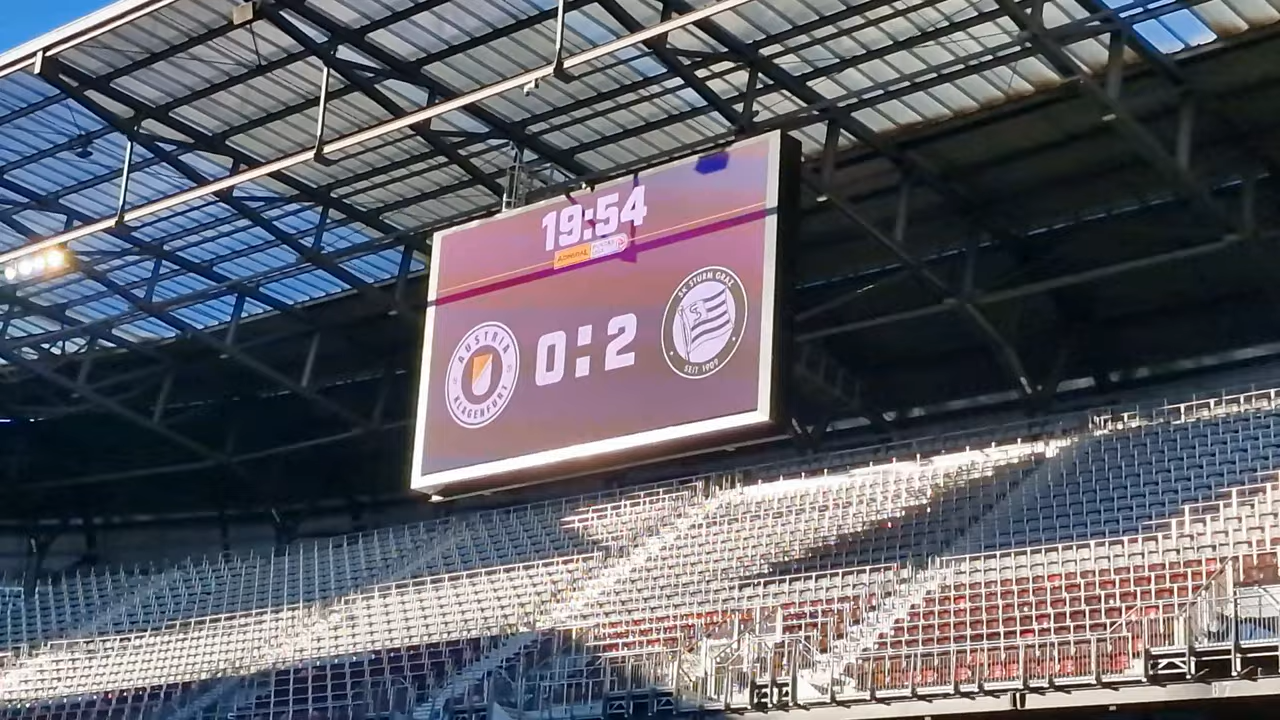 19:54
ADMIRAL
AUSTRIA
KLAGENFURT
0:2
SK STURM GRAZ
SEIT 1909